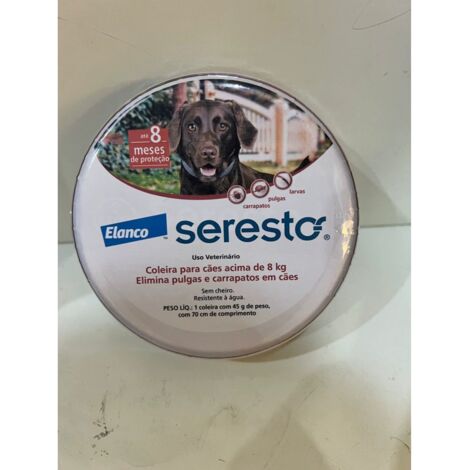 até 8
meses
de proteção
larvas
pulgas
carrapatos
Elanco™
seresto®
Uso Veterinário
Coleira para cães acima de 8 kg
Elimina pulgas e carrapatos em cães
Sem cheiro.
Resistente à água.
PESO LÍQ.: 1 coleira com 45 g de peso,
com 70 cm de comprimento